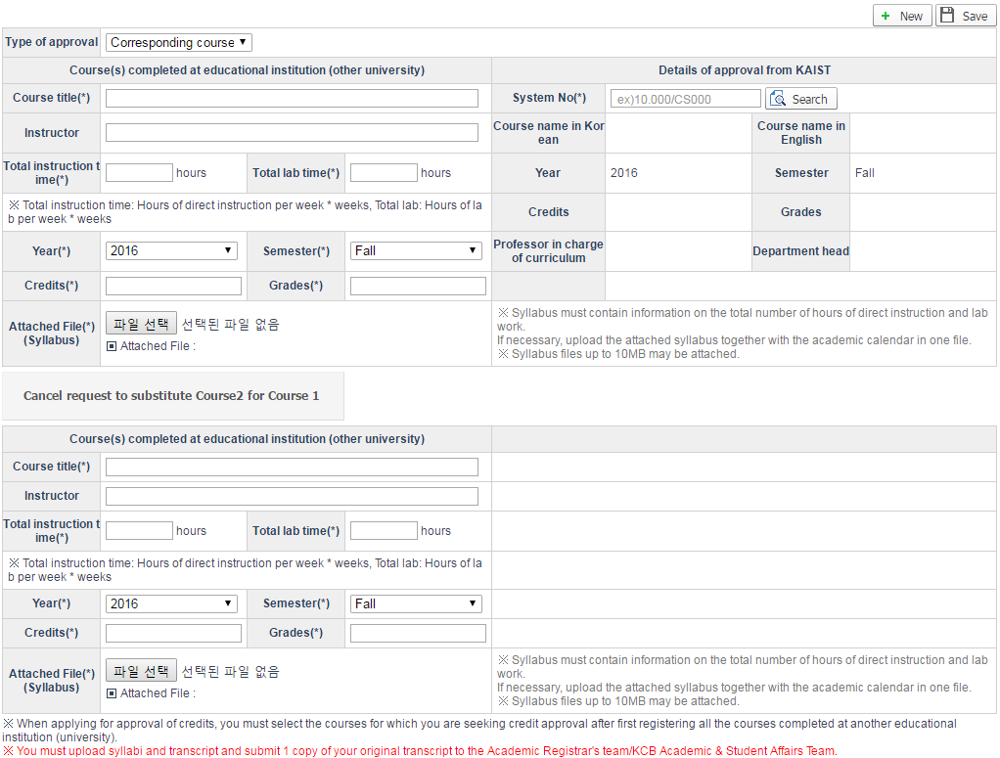 New Save
Type of approval Corresponding course
Course(s) completed at educational institution (other university) Details of approval from KAIST
Course title(*) System No(*) ex)10.000/CS000 Search
Instructor Course name in Kor
ean Course name in
English
Total instruction t
ime(*) hours Total lab time(*) hours Year 2016 Semester Fall
※ Total instruction time: Hours of direct instruction per week * weeks, Total lab: Hours of la
b per week * weeks
Credits Grades
Year(*) 2016 Semester(*) Fall Professor in charge
of curriculum Department head
Credits(*) Grades(*)
Attached File(*)
(Syllabus)
파일 선택 선택된 파일 없음
Attached File :
※ Syllabus must contain information on the total number of hours of direct instruction and lab
work.
If necessary, upload the attached syllabus together with the academic calendar in one file.
※ Syllabus files up to 10MB may be attached.
Cancel request to substitute Course2 for Course 1
Course(s) completed at educational institution (other university)
Course title(*)
Instructor
Total instruction t
ime(*) hours Total lab time(*) hours
※ Total instruction time: Hours of direct instruction per week * weeks, Total lab: Hours of la
b per week * weeks
Year(*) 2016 Semester(*) Fall
Credits(*) Grades(*)
Attached File(*)
(Syllabus)
파일 선택 선택된 파일 없음
Attached File :
※ Syllabus must contain information on the total number of hours of direct instruction and lab
work.
If necessary, upload the attached syllabus together with the academic calendar in one file.
※ Syllabus files up to 10MB may be attached.
※ When applying for approval of credits, you must select the courses for which you are seeking credit approval after first registering all the courses completed at another educational
institution (university).
※ You must upload syllabi and transcript and submit 1 copy of your original transcript to the Academic Registrar's team/KCB Academic & Student Affairs Team.